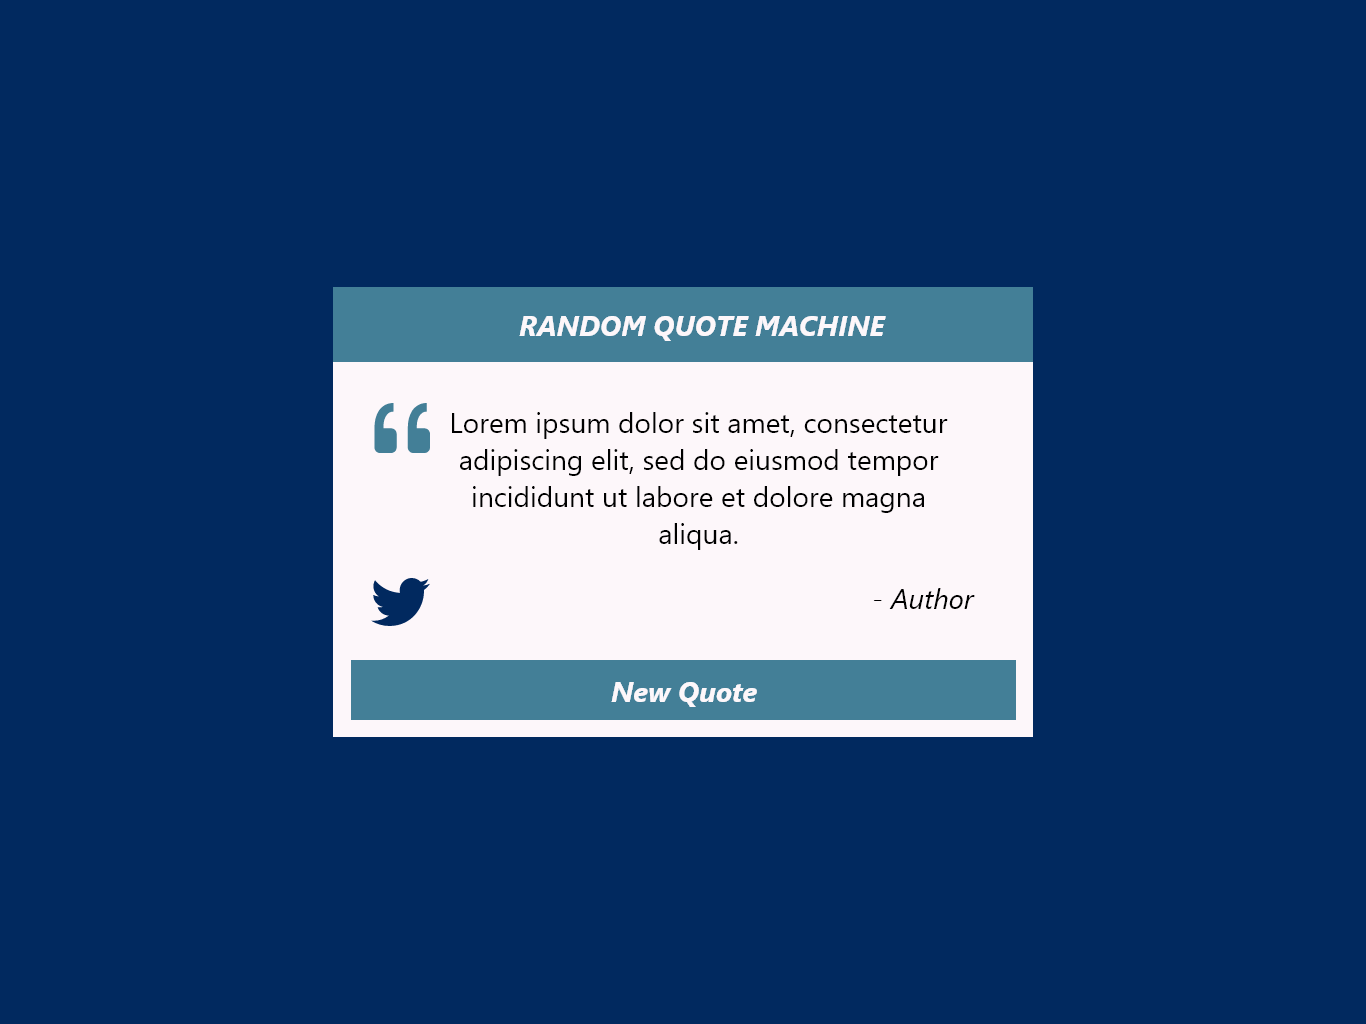 RANDOM QUOTE MACHINE
Lorem ipsum dolor sit amet, consectetur
adipiscing elit, sed do eiusmod tempor
incididunt ut labore et dolore magna
aliqua.
- Author
New Quote